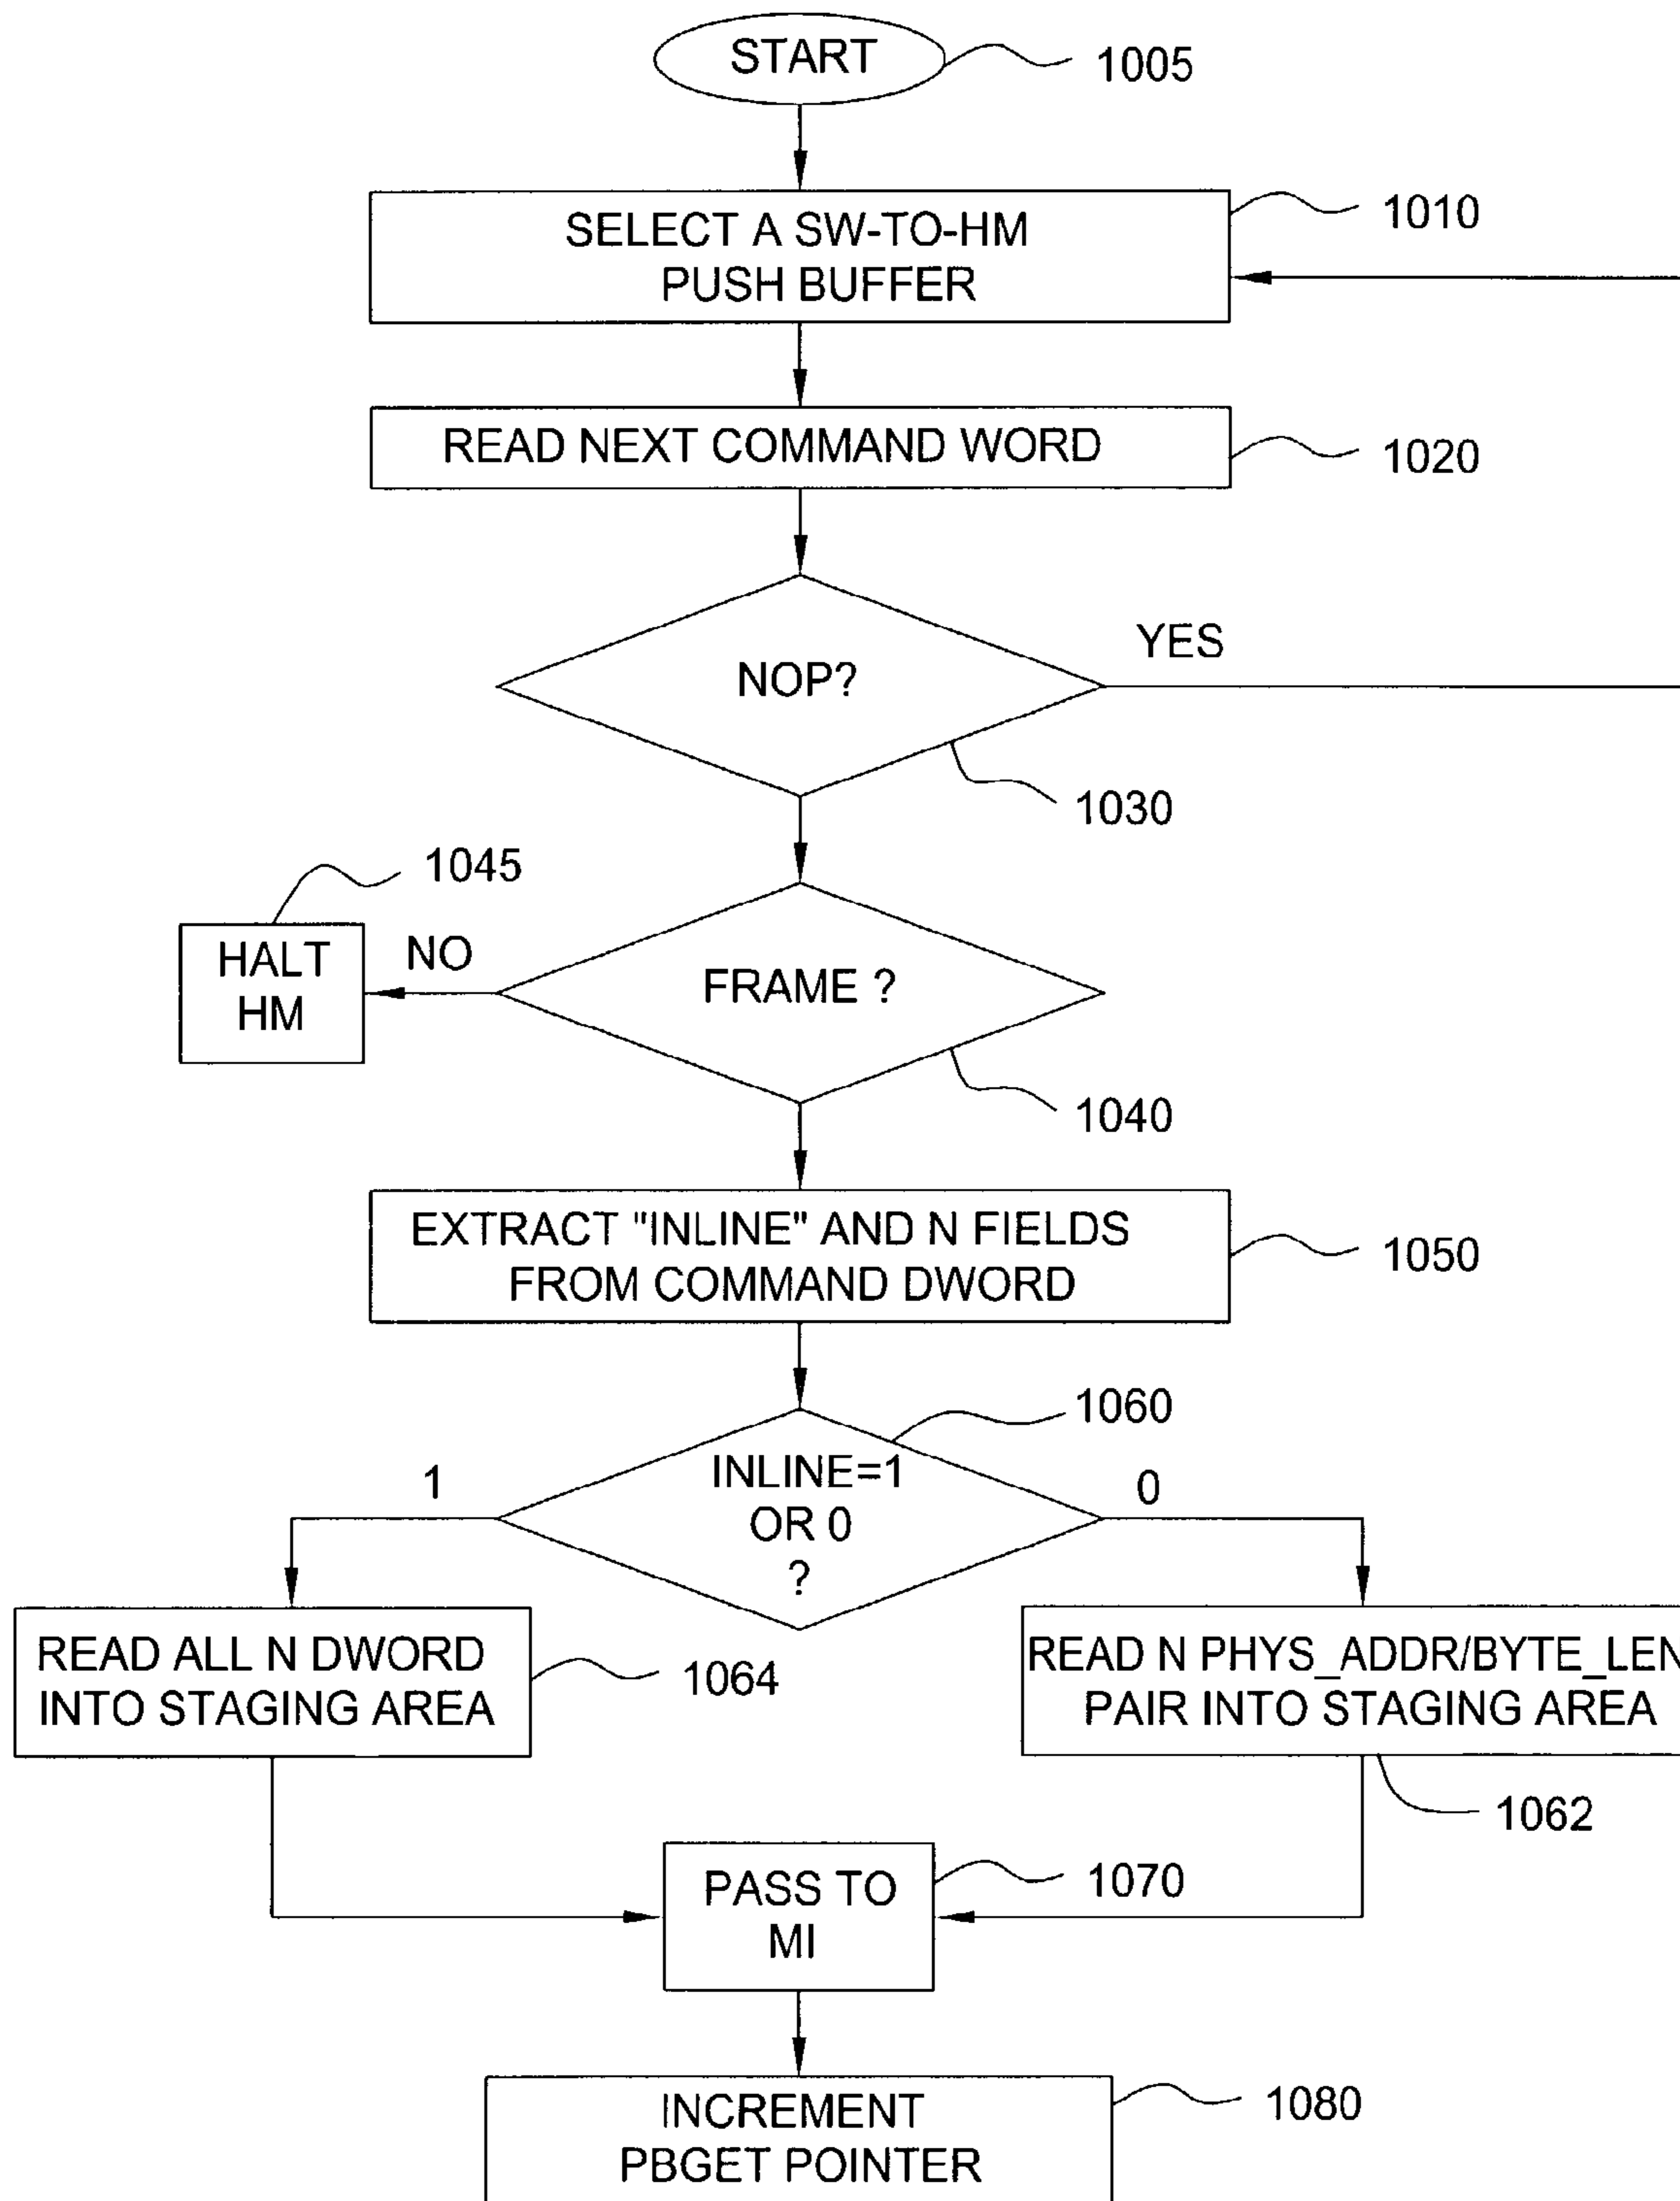 START
1005
SELECT A SW-TO-HM
PUSH BUFFER
1010
READ NEXT COMMAND WORD
1020
NOP?
YES
1030
1045
HALT
HM
NO
FRAME ?
1040
EXTRACT "INLINE" AND N FIELDS
FROM COMMAND DWORD
1050
1060
INLINE=1
OR 0
?
1
0
READ ALL N DWORD
INTO STAGING AREA
1064
READ N PHYS_ADDR/BYTE_LEN
PAIR INTO STAGING AREA
1062
PASS TO
MI
1070
INCREMENT
PBGET POINTER
1080